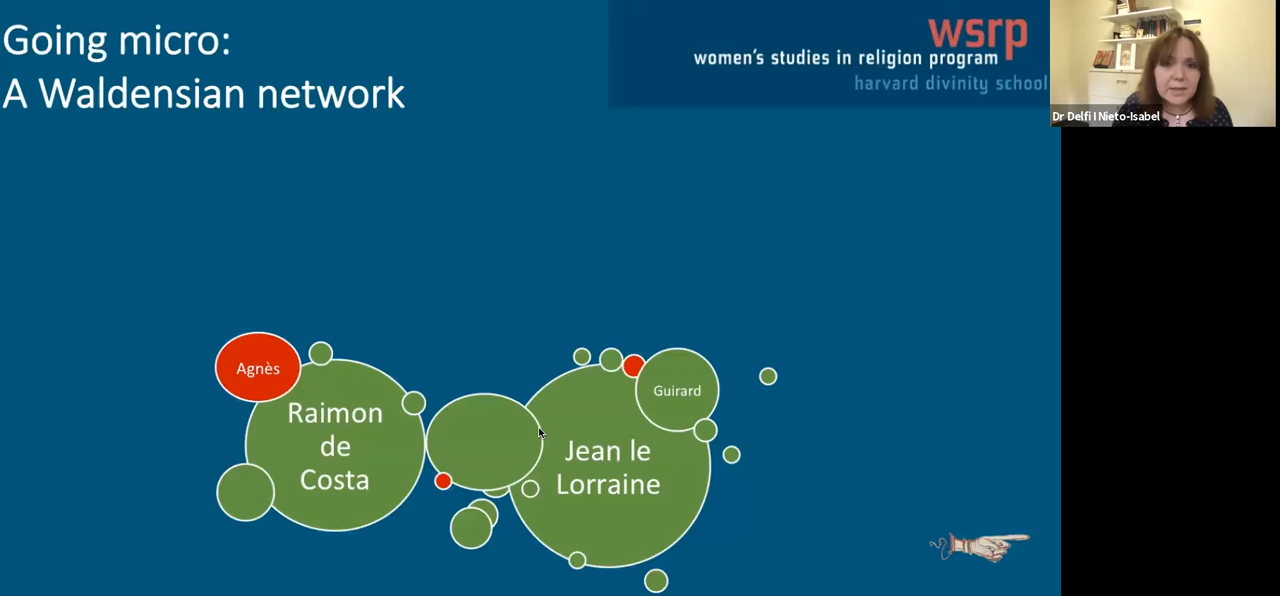 Going micro:
A Waldensian network
wsrp
women's studies in religion program
harvard divinity school
Dr Delfi I Nieto-Isabel
Agnès
Raimon
de
Costa
Guirard
Jean le
Lorraine